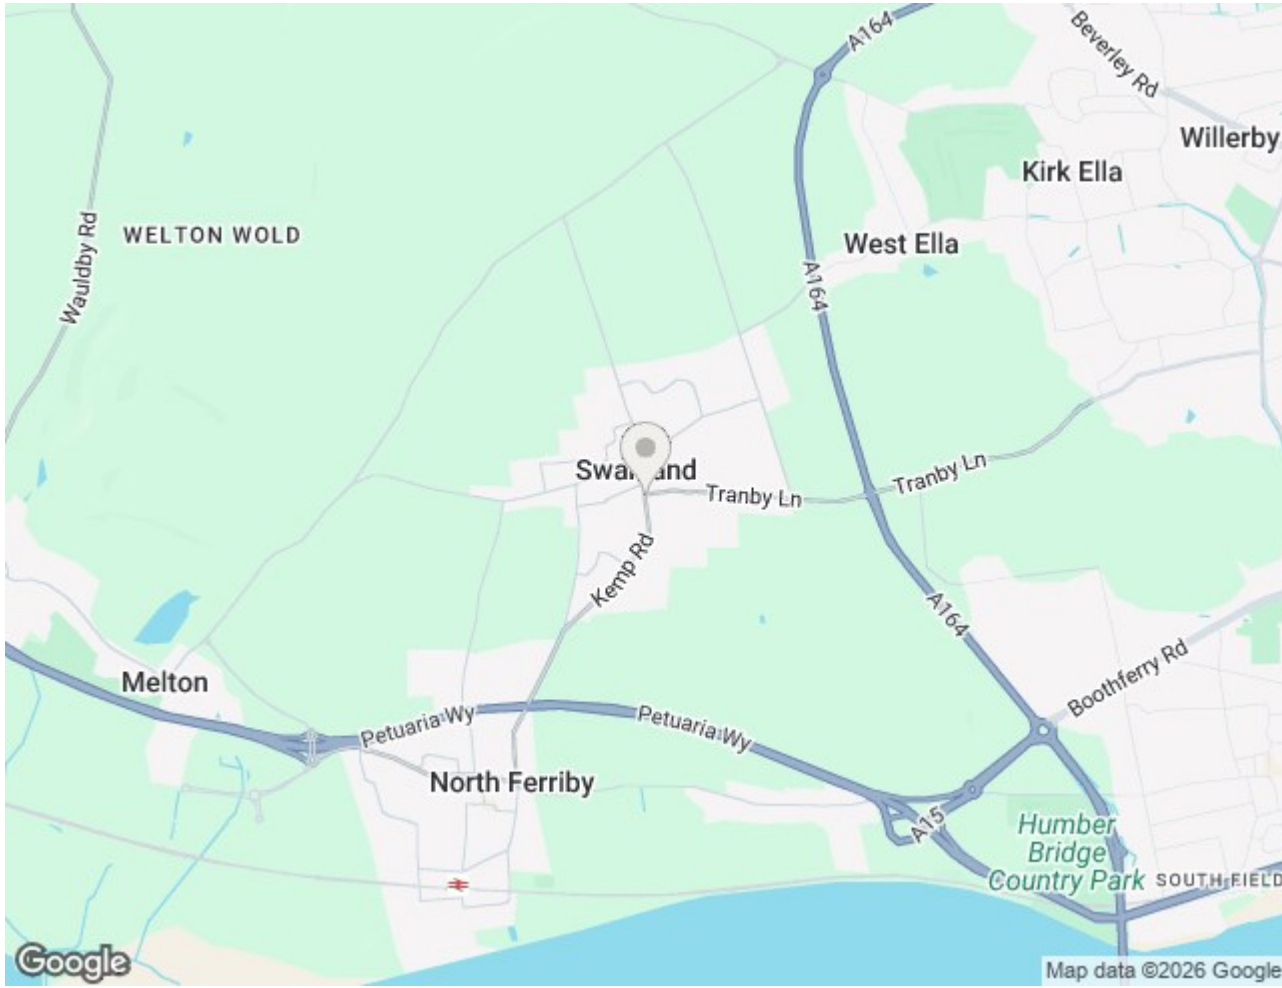 A164
Beverley Rd
Willerby
Kirk Ella
Wauldby Rd
WELTON WOLD
West Ella
A164
Tranby Ln
Tranby Ln
Kemp Rd
A164
Boothferry Rd
Melton
Petuaria Wy
Petuaria Wy
North Ferriby
A15
Humber
Bridge
Country Park
SOUTH FIELD
Google
Map data ©2026 Google